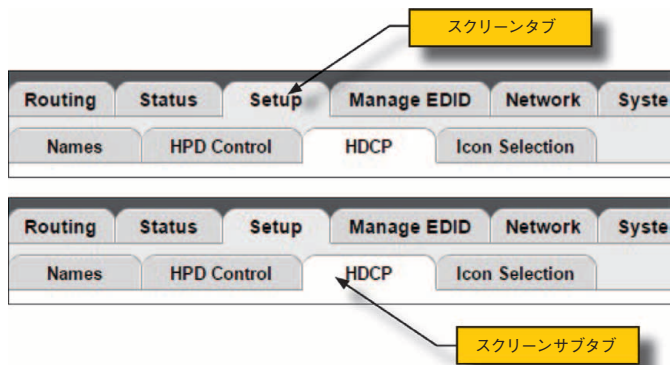 スクリーンタブ
Routing Status Setup Manage EDID Network Syste
Names HPD Control HDCP Icon Selection
Routing Status Setup Manage EDID Network Syste
Names HPD Control HDCP Icon Selection
スクリーンサブタブ